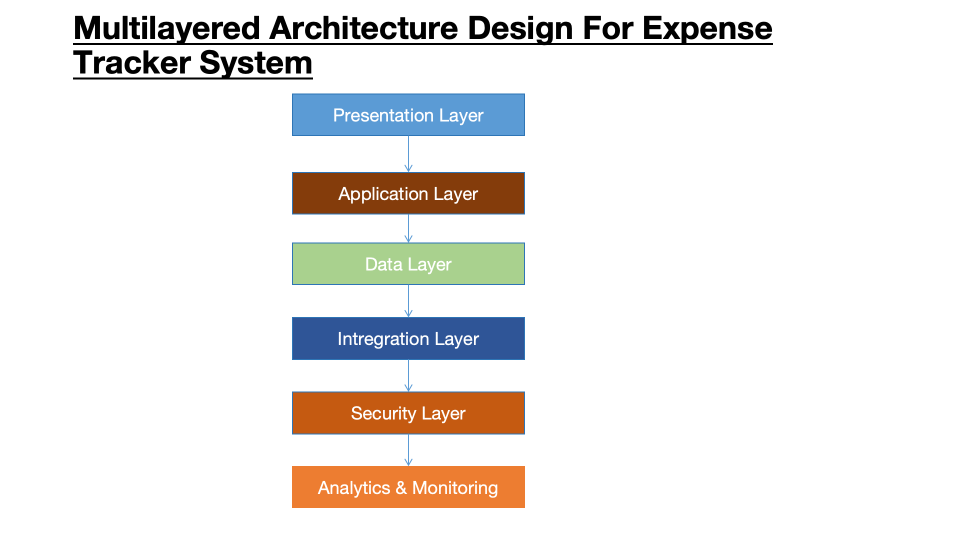 Multilayered Architecture Design For Expense
Tracker System
Presentation Layer
Application Layer
Data Layer
Intregration Layer
Security Layer
Analytics & Monitoring